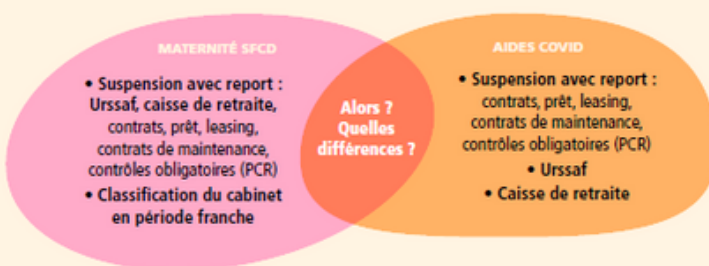 MATERNITÉ SFCD
• Suspension avec report :
Urssaf, caisse de retraite,
contrats, prêt, leasing,
contrats de maintenance,
contrôles obligatoires (PCR)
• Classification du cabinet
en période franche
Alors ?
Quelles
différences ?
AIDES COVID
• Suspension avec report :
contrats, prêt, leasing,
contrats de maintenance,
contrôles obligatoires (PCR)
• Urssaf
• Caisse de retraite